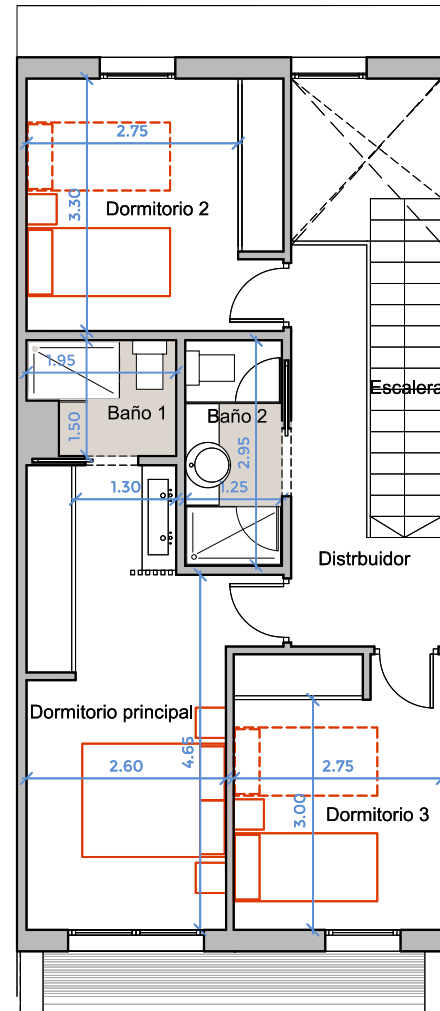 2.75
3.30
Dormitorio 2
1.95
Baño 1
1.50
Baño 2
2.95
Escalera
1.30
1.25
Distrbuidor
Dormitorio principal
4.65
2.60
2.75
3.00
Dormitorio 3